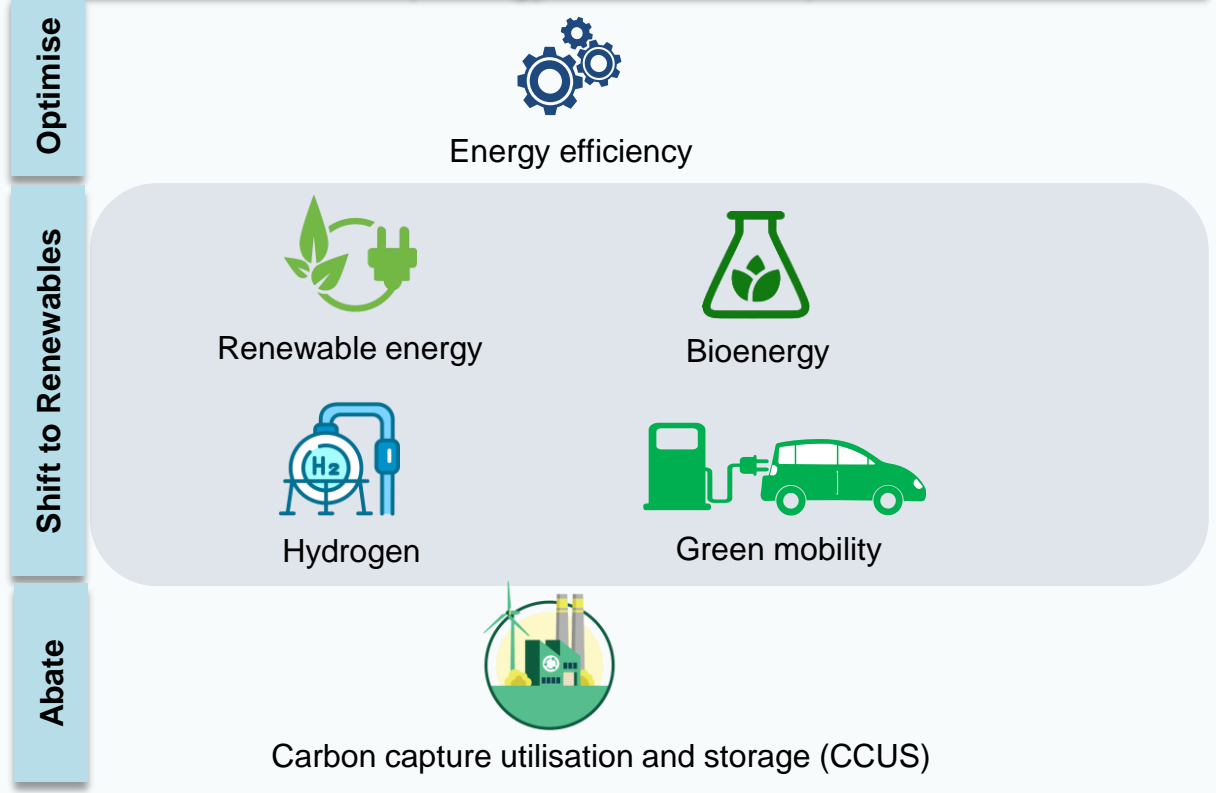 Optimise
Energy efficiency
Shift to Renewables
Renewable energy
Bioenergy
H2
Hydrogen
Green mobility
Abate
Carbon capture utilisation and storage (CCUS)